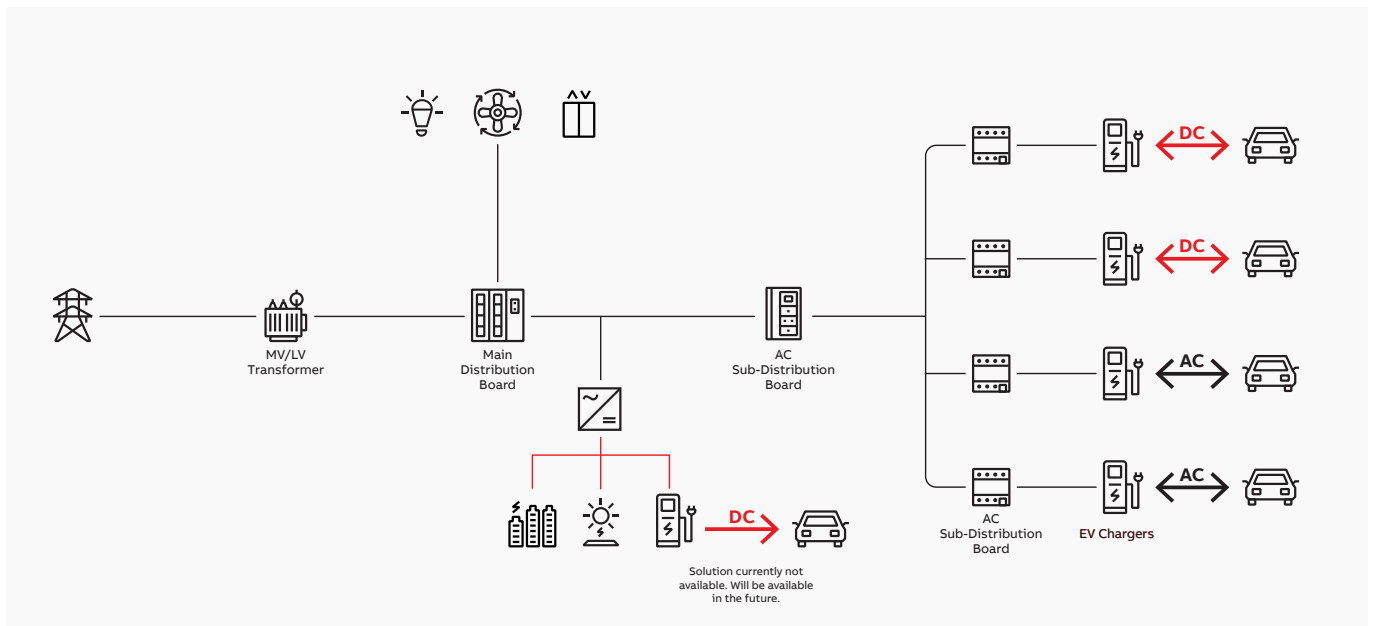 DC
DC
MV/LV
Transformer
Main
Distribution
Board
AC
Sub-Distribution
Board
AC
AC
DC
AC
Sub-Distribution
Board
EV Chargers
Solution currently not
available. Will be available
in the future.